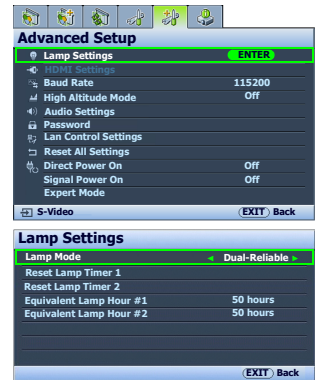 Advanced Setup
Lamp Settings ENTER
HDMI Settings
Baud Rate 115200
High Altitude Mode Off
Audio Settings
Password
Lan Control Settings
Reset All Settings
Direct Power On Off
Signal Power On Off
Expert Mode
S-Video EXIT Back
Lamp Settings
Lamp Mode Dual-Reliable
Reset Lamp Timer 1
Reset Lamp Timer 2
Equivalent Lamp Hour #1 50 hours
Equivalent Lamp Hour #2 50 hours
EXIT Back